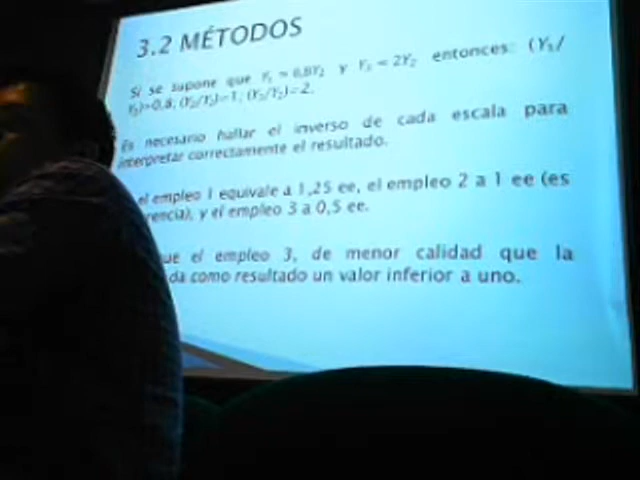 3.2 MÉTODOS
Si se supone que Y₁ = 0,8Y₂ y Y₃ = 2Y₂ entonces: (Y₁/
Y₂)=0,8; (Y₂/Y₂)=1; (Y₃/Y₂)=2.
Es necesario hallar el inverso de cada escala para
interpretar correctamente el resultado.
el empleo 1 equivale a 1,25 ee, el empleo 2 a 1 ee (es
rencia), y el empleo 3 a 0,5 ee.
ue el empleo 3, de menor calidad que la
da como resultado un valor inferior a uno.